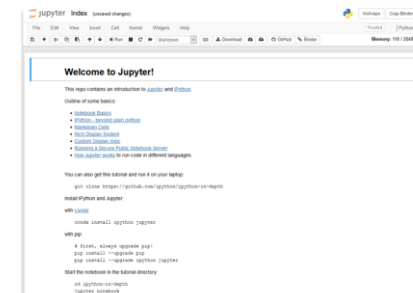 jupyter Index (unsaved changes)
Visit repo Copy Binder
File Edit View Insert Cell Kernel Widgets Help
Trusted Python
Run Markdown Download GitHub Binder
Memory: 119 / 2048
Welcome to Jupyter!
This repo contains an introduction to Jupyter and IPython.
Outline of some basics:
Notebook Basics
IPython - beyond plain python
Markdown Cells
Rich Display System
Custom Display logic
Running a Secure Public Notebook Server
How Jupyter works to run code in different languages.
You can also get this tutorial and run it on your laptop:
git clone https://github.com/ipython/ipython-in-depth
Install IPython and Jupyter:
with conda:
conda install ipython jupyter
with pip:
# first, always upgrade pip!
pip install --upgrade pip
pip install --upgrade ipython jupyter
Start the notebook in the tutorial directory:
cd ipython-in-depth
jupyter notebook